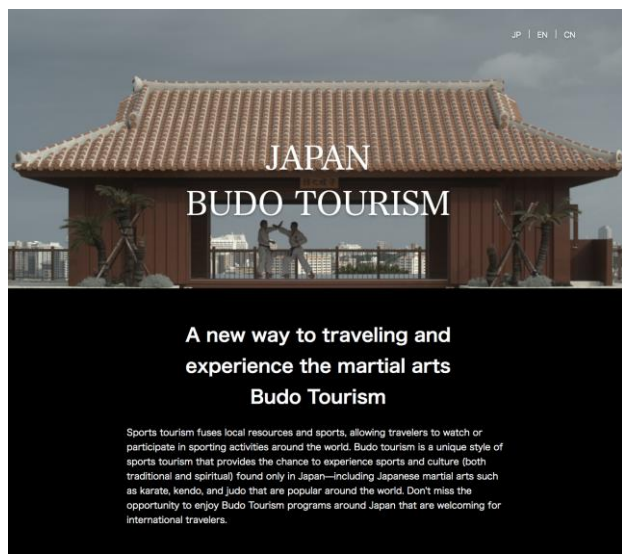 JP | EN | CN
JAPAN
BUDO TOURISM
A new way to traveling and
experience the martial arts
Budo Tourism
Sports tourism fuses local resources and sports, allowing travelers to watch or
participate in sporting activities around the world. Budo tourism is a unique style of
sports tourism that provides the chance to experience sports and culture (both
traditional and spiritual) found only in Japan—including Japanese martial arts such
as karate, kendo, and judo that are popular around the world. Don't miss the
opportunity to enjoy Budo Tourism programs around Japan that are welcoming for
international travelers.